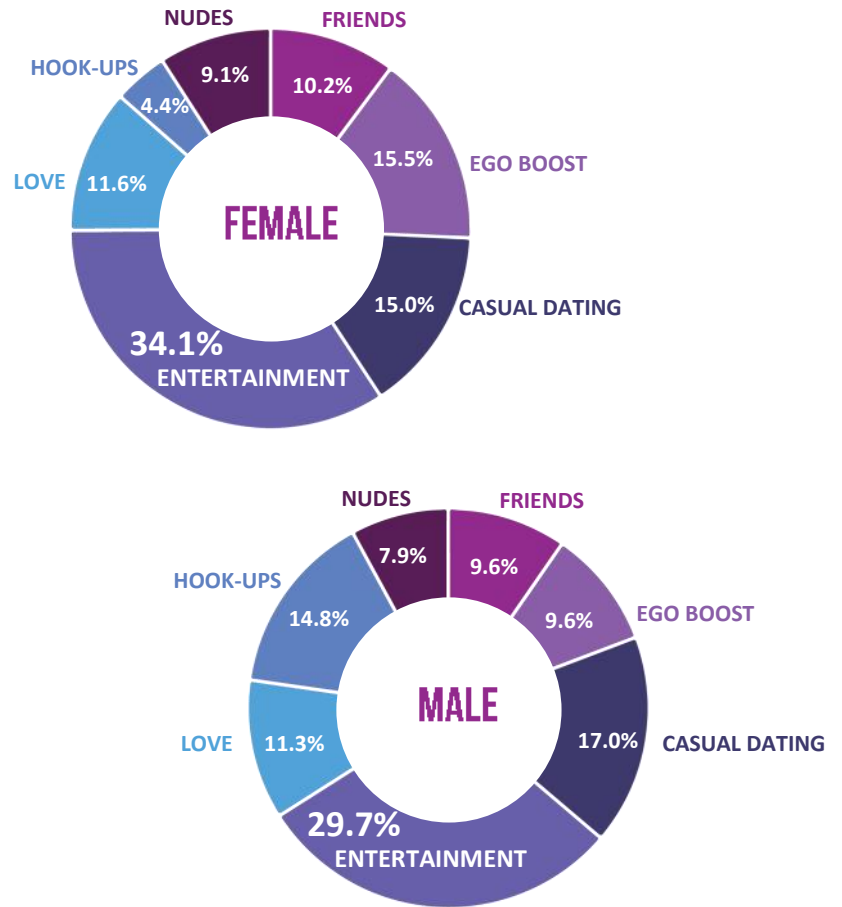 NUDES
FRIENDS
HOOK-UPS
9.1%
10.2%
4.4%
EGO BOOST
15.5%
LOVE
11.6%
FEMALE
15.0%
CASUAL DATING
34.1%
ENTERTAINMENT
NUDES
FRIENDS
7.9%
9.6%
HOOK-UPS
14.8%
9.6%
EGO BOOST
MALE
LOVE
11.3%
17.0%
CASUAL DATING
29.7%
ENTERTAINMENT